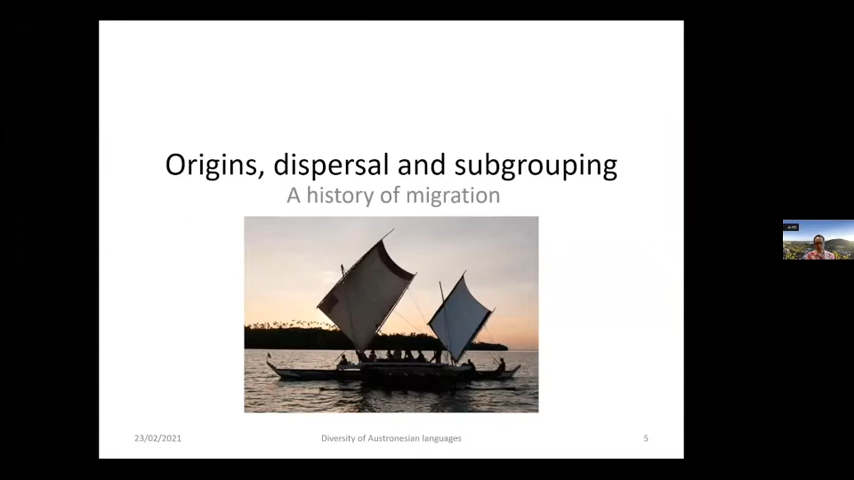 Origins, dispersal and subgrouping
A history of migration
23/02/2021
Diversity of Austronesian languages
5